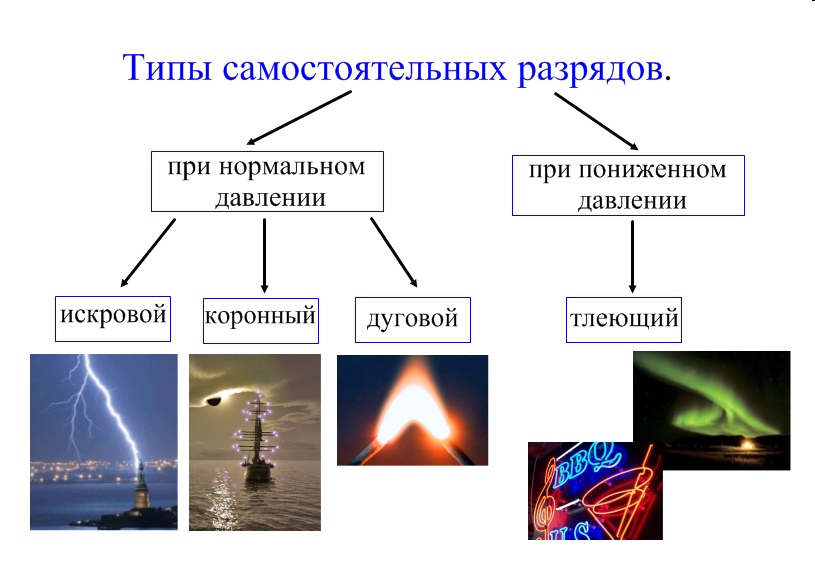 Типы самостоятельных разрядов.
при нормальном
давлении
при пониженном
давлении
искровой
коронный
дуговой
тлеющий
BBQ